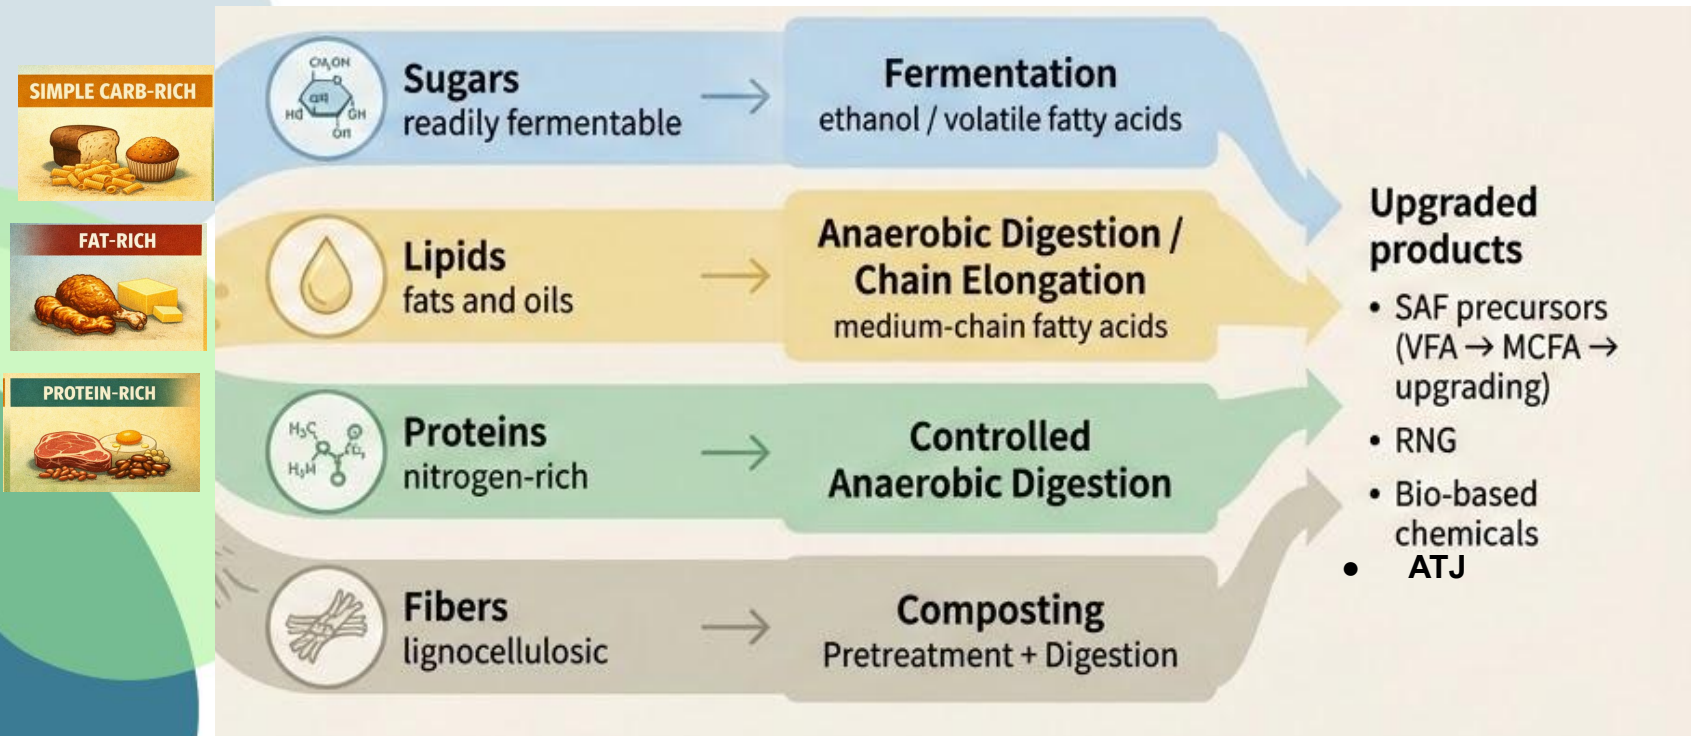 SIMPLE CARB-RICH
FAT-RICH
PROTEIN-RICH
Sugars
readily fermentable
Fermentation
ethanol / volatile fatty acids
Lipids
fats and oils
Anaerobic Digestion /
Chain Elongation
medium-chain fatty acids
H₃C
Proteins
nitrogen-rich
Controlled
Anaerobic Digestion
Fibers
lignocellulosic
Composting
Pretreatment + Digestion
Upgraded
products
• SAF precursors
(VFA → MCFA →
upgrading)
• RNG
• Bio-based
chemicals
● ATJ